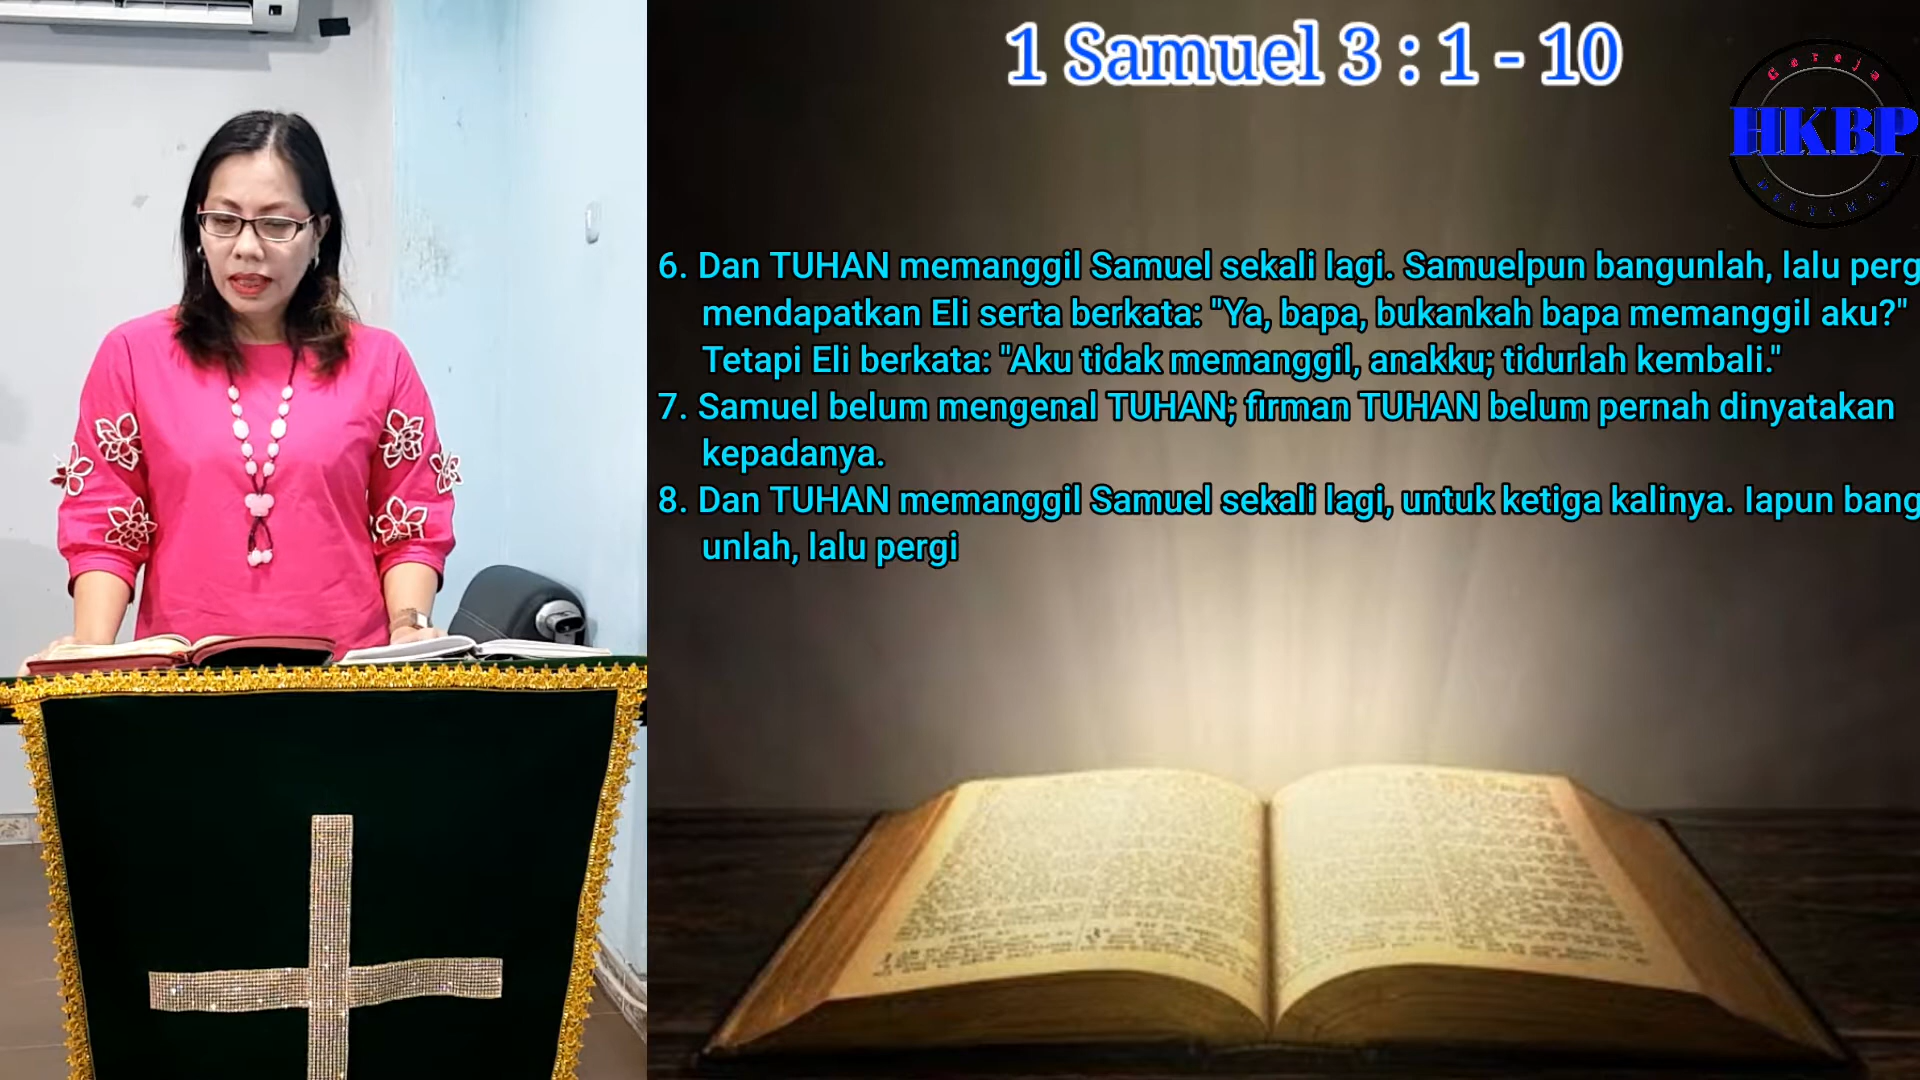 1 Samuel 3 : 1 - 10
Gereja
HKBP
6. Dan TUHAN memanggil Samuel sekali lagi. Samuelpun bangunlah, lalu perg
mendapatkan Eli serta berkata: "Ya, bapa, bukankah bapa memanggil aku?"
Tetapi Eli berkata: "Aku tidak memanggil, anakku; tidurlah kembali."
7. Samuel belum mengenal TUHAN; firman TUHAN belum pernah dinyatakan
kepadanya.
8. Dan TUHAN memanggil Samuel sekali lagi, untuk ketiga kalinya. Iapun bang
unlah, lalu pergi